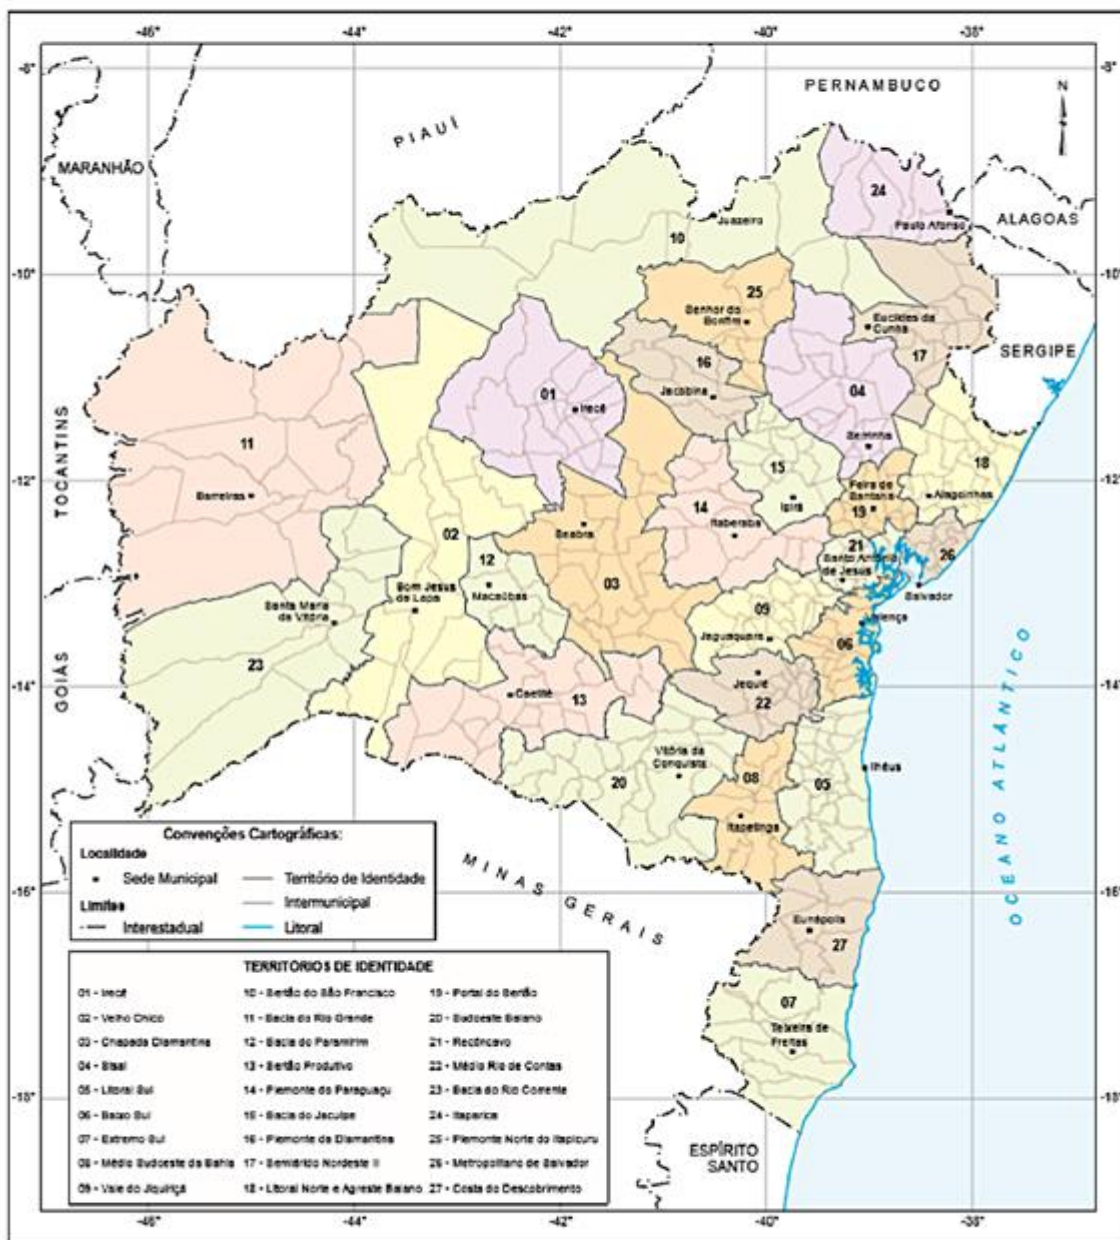 -46° -44° -42° -40° -38°
-8° -8°
PERNAMBUCO
N
PIAUÍ
MARANHÃO
24
Paulo Afonso
ALAGOAS
Juazeiro
10
-10° -10°
25
Senhor do
Bonfim
Euclides da
Cunha
17
SERGIPE
16
Jacobina
01
Irecê
04
Serrinha
TOCANTINS
11
Barreiras
15
Ipirá
18
Alagoinhas
-12° -12°
Feira de
Santana
19
14
Itaberaba
Seabra
02
12
Macaúbas
03
21
Santo Antônio
de Jesus
26
Salvador
Bom Jesus
da Lapa
Santa Maria
da Vitória
09
Jaguaquara
Valença
06
23
GOIÁS
-14° -14°
Caetité
13
Jequié
22
OCEANO ATLÂNTICO
Vitória da
Conquista
20
08
Itapetinga
05
Ilhéus
MINAS GERAIS
-16°
Eunápolis
27
07
Teixeira de
Freitas
-18° -18°
ESPÍRITO
SANTO
Convenções Cartográficas:
Localidade
Sede Municipal
Território de Identidade
Intermunicipal
Limites
Interestadual
Litoral
TERRITÓRIOS DE IDENTIDADE
01 - Irecê
02 - Velho Chico
03 - Chapada Diamantina
04 - Sisal
05 - Litoral Sul
06 - Baixo Sul
07 - Extremo Sul
08 - Médio Sudoeste da Bahia
09 - Vale do Jiquiriçá
10 - Sertão do São Francisco
11 - Bacia do Rio Grande
12 - Bacia do Paramirim
13 - Sertão Produtivo
14 - Piemonte do Paraguaçu
15 - Bacia do Jacuípe
16 - Piemonte da Diamantina
17 - Semiárido Nordeste II
18 - Litoral Norte e Agreste Baiano
19 - Portal do Sertão
20 - Sudoeste Baiano
21 - Recôncavo
22 - Médio Rio de Contas
23 - Bacia do Rio Corrente
24 - Itaparica
25 - Piemonte Norte do Itapicuru
26 - Metropolitano de Salvador
27 - Costa do Descobrimento
-46° -44° -42° -40° -38°